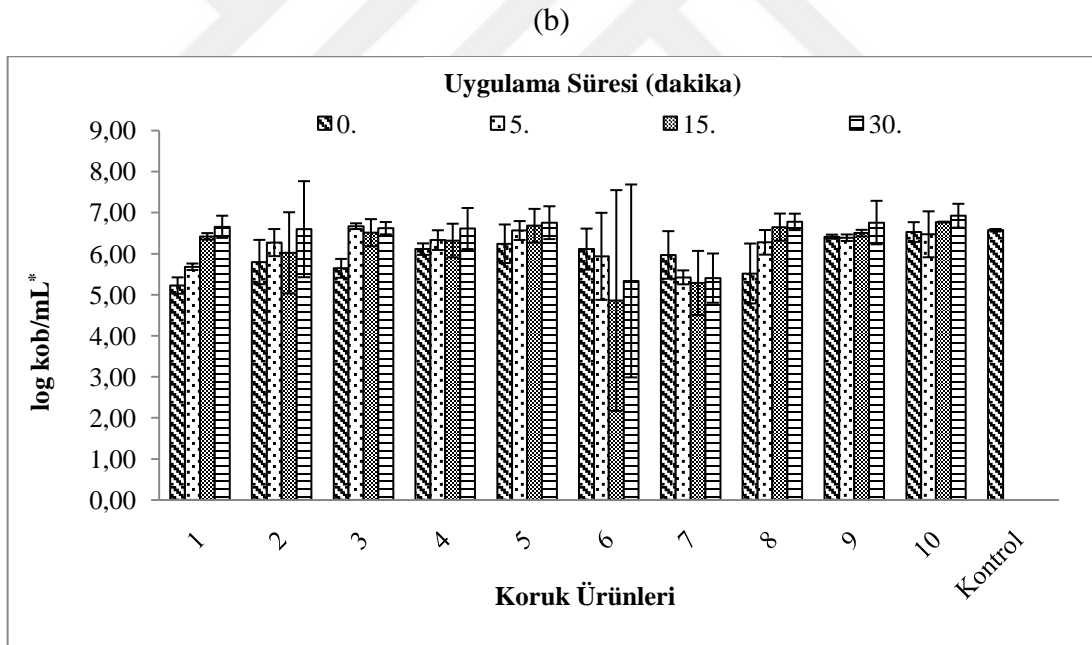 (b)
Uygulama Süresi (dakika)
0. 5. 15. 30.
9,00
8,00
7,00
6,00
5,00
4,00
3,00
2,00
1,00
0,00
log kob/mL*
1 2 3 4 5 6 7 8 9 10 Kontrol
Koruk Ürünleri